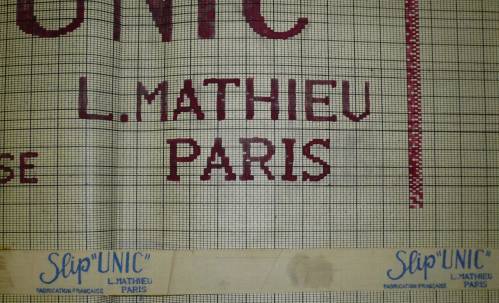 UNIC
L.MATHIEU
PARIS
SE
Slip "UNIC"
L.MATHIEU
FABRICATION FRANÇAISE PARIS
Slip "UNIC"
L.MATHIEU
FABRICATION FRANÇAISE PARIS